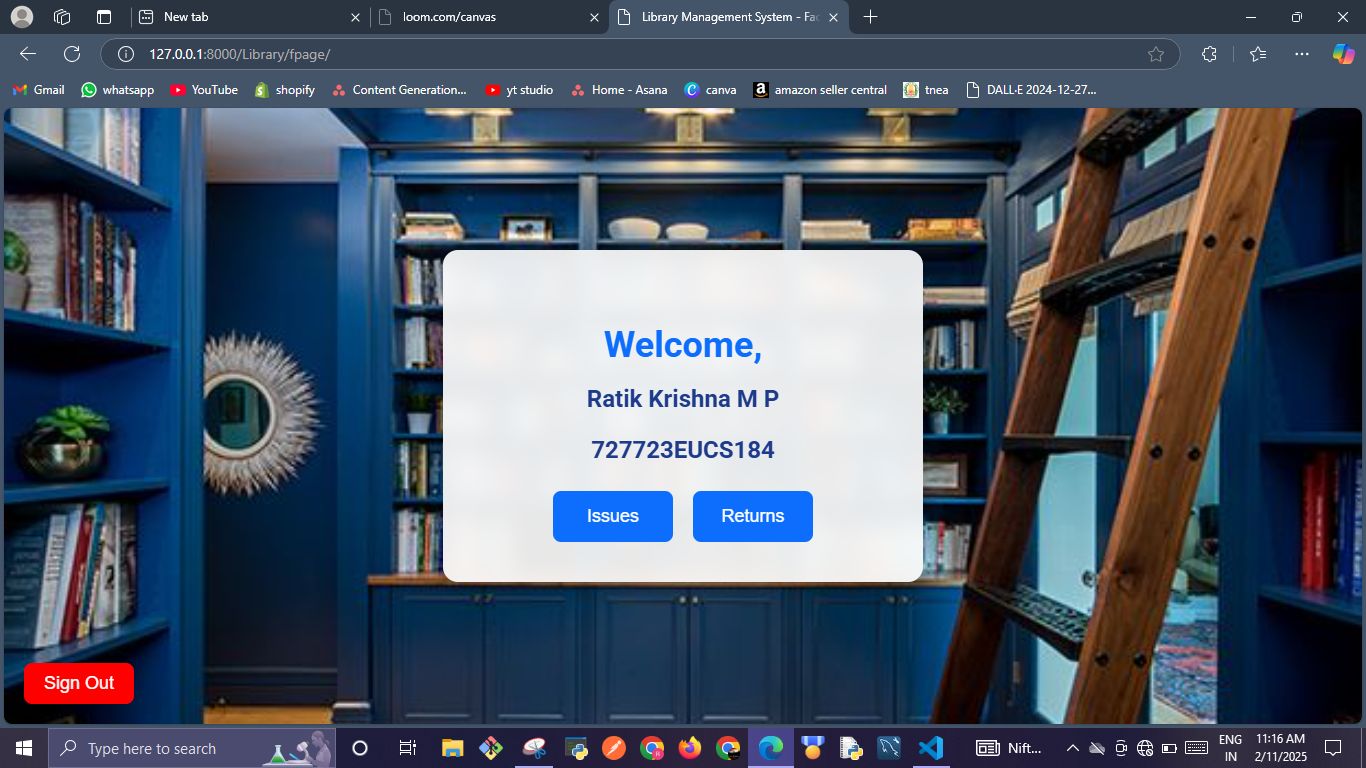 New tab
loom.com/canvas
Library Management System - Fac
127.0.0.1:8000/Library/fpage/
Gmail
whatsapp
YouTube
shopify
Content Generation...
yt studio
Home - Asana
canva
amazon seller central
tnea
DALL·E 2024-12-27...
Welcome,
Ratik Krishna M P
727723EUCS184
Issues
Returns
Sign Out
Type here to search
Nift...
ENG
IN
11:16 AM
2/11/2025